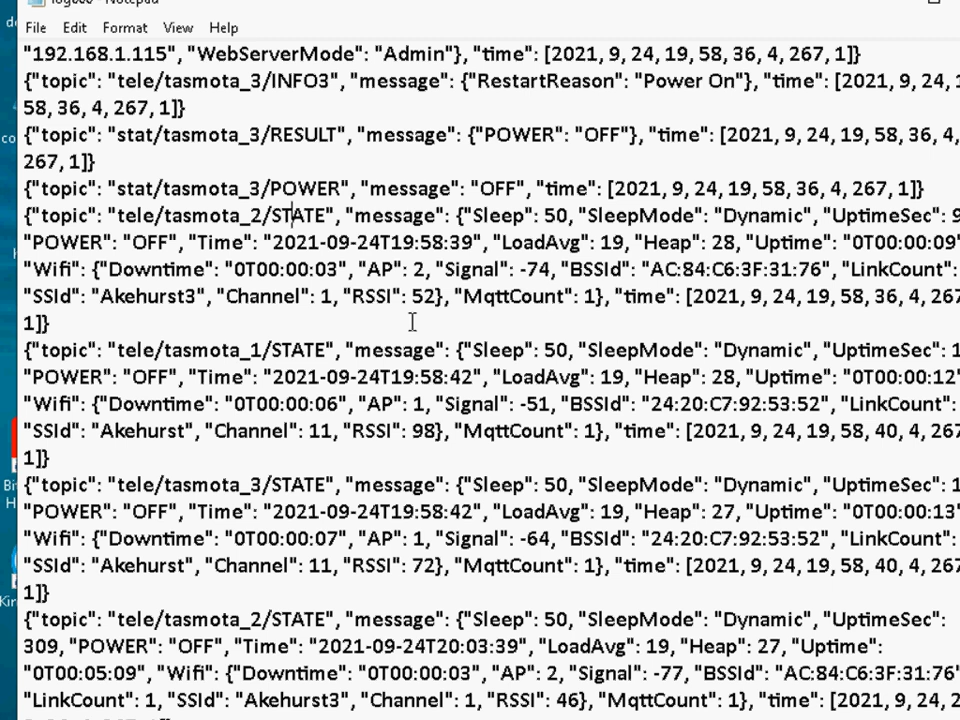 File Edit Format View Help
"192.168.1.115", "WebServerMode": "Admin"}, "time": [2021, 9, 24, 19, 58, 36, 4, 267, 1]}
{"topic": "tele/tasmota_3/INFO3", "message": {"RestartReason": "Power On"}, "time": [2021, 9, 24, 1
58, 36, 4, 267, 1]}
{"topic": "stat/tasmota_3/RESULT", "message": {"POWER": "OFF"}, "time": [2021, 9, 24, 19, 58, 36, 4,
267, 1]}
{"topic": "stat/tasmota_3/POWER", "message": "OFF", "time": [2021, 9, 24, 19, 58, 36, 4, 267, 1]}
{"topic": "tele/tasmota_2/STATE", "message": {"Sleep": 50, "SleepMode": "Dynamic", "UptimeSec": 9
"POWER": "OFF", "Time": "2021-09-24T19:58:39", "LoadAvg": 19, "Heap": 28, "Uptime": "0T00:00:09"
"Wifi": {"Downtime": "0T00:00:03", "AP": 2, "Signal": -74, "BSSId": "AC:84:C6:3F:31:76", "LinkCount":
"SSId": "Akehurst3", "Channel": 1, "RSSI": 52}, "MqttCount": 1}, "time": [2021, 9, 24, 19, 58, 36, 4, 267
1]}
{"topic": "tele/tasmota_1/STATE", "message": {"Sleep": 50, "SleepMode": "Dynamic", "UptimeSec": 1
"POWER": "OFF", "Time": "2021-09-24T19:58:42", "LoadAvg": 19, "Heap": 28, "Uptime": "0T00:00:12"
"Wifi": {"Downtime": "0T00:00:06", "AP": 1, "Signal": -51, "BSSId": "24:20:C7:92:53:52", "LinkCount":
"SSId": "Akehurst", "Channel": 11, "RSSI": 98}, "MqttCount": 1}, "time": [2021, 9, 24, 19, 58, 40, 4, 267
1]}
{"topic": "tele/tasmota_3/STATE", "message": {"Sleep": 50, "SleepMode": "Dynamic", "UptimeSec": 1
"POWER": "OFF", "Time": "2021-09-24T19:58:42", "LoadAvg": 19, "Heap": 27, "Uptime": "0T00:00:13"
"Wifi": {"Downtime": "0T00:00:07", "AP": 1, "Signal": -64, "BSSId": "24:20:C7:92:53:52", "LinkCount":
"SSId": "Akehurst", "Channel": 11, "RSSI": 72}, "MqttCount": 1}, "time": [2021, 9, 24, 19, 58, 40, 4, 267
1]}
{"topic": "tele/tasmota_2/STATE", "message": {"Sleep": 50, "SleepMode": "Dynamic", "UptimeSec":
309, "POWER": "OFF", "Time": "2021-09-24T20:03:39", "LoadAvg": 19, "Heap": 27, "Uptime":
"0T00:05:09", "Wifi": {"Downtime": "0T00:00:03", "AP": 2, "Signal": -77, "BSSId": "AC:84:C6:3F:31:76"
"LinkCount": 1, "SSId": "Akehurst3", "Channel": 1, "RSSI": 46}, "MqttCount": 1}, "time": [2021, 9, 24, 2